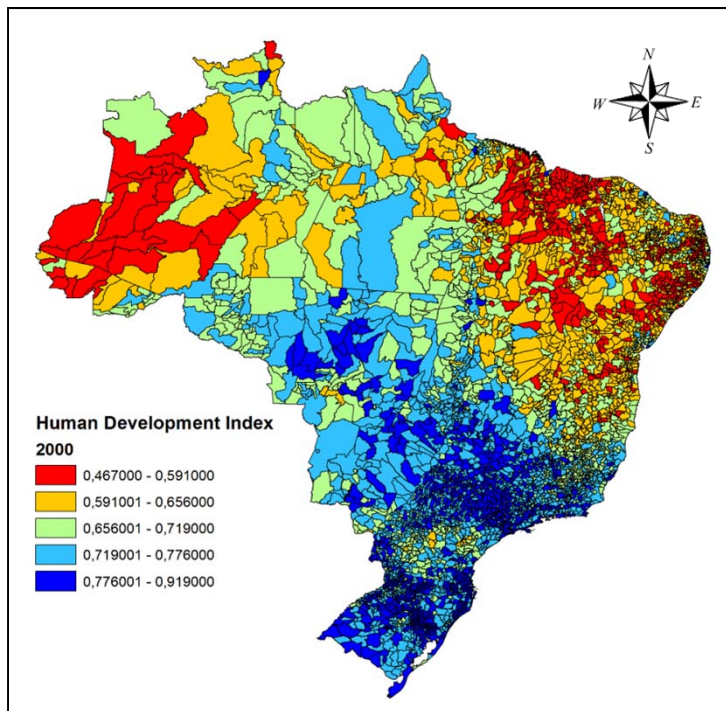 N
W E
S
Human Development Index
2000
0,467000 - 0,591000
0,591001 - 0,656000
0,656001 - 0,719000
0,719001 - 0,776000
0,776001 - 0,919000